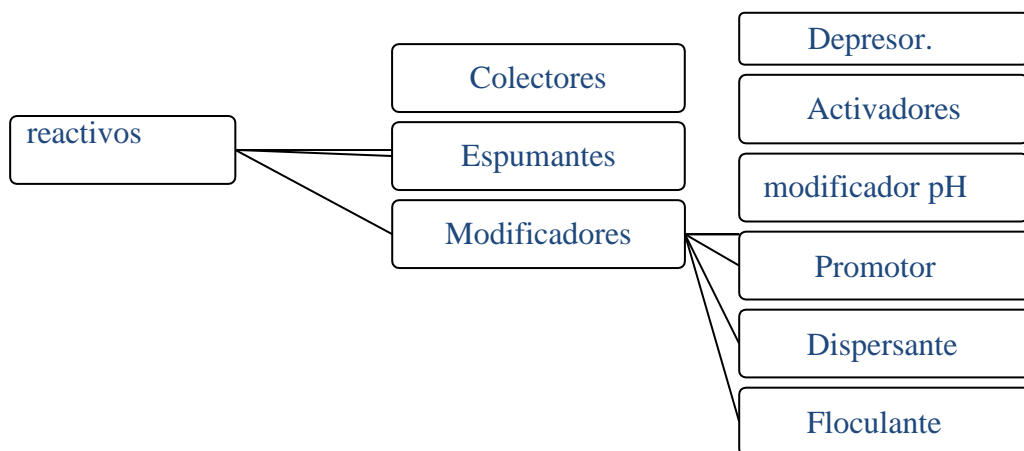 reactivos
Colectores
Espumantes
Modificadores
Depresor.
Activadores
modificador pH
Promotor
Dispersante
Floculante